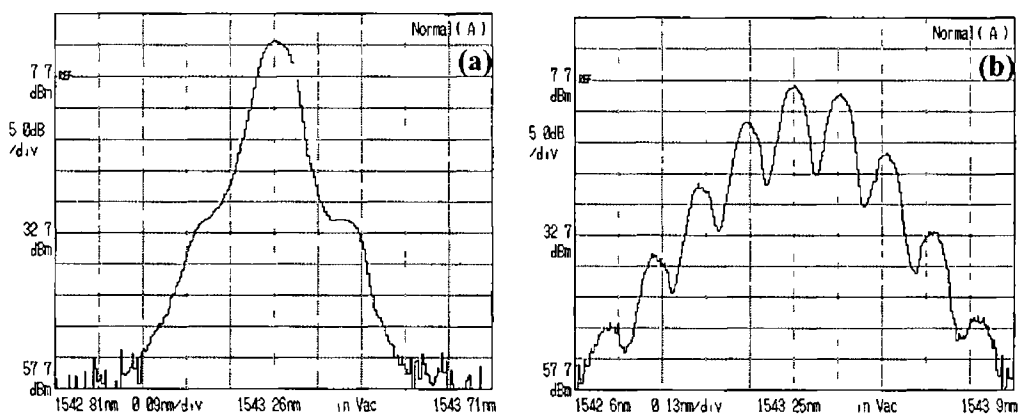 Normal (A)
(a)
7 7
REF
dBm
5 0dB
/div
32 7
dBm
57 7
dBm
1542 81nm 0 09nm/div 1543 26nm in Vac 1543 71nm
Normal (A)
(b)
7 7
REF
dBm
5 0dB
/div
32 7
dBm
57 7
dBm
1542 6nm 0 13nm/div 1543 25nm in Vac 1543 9nm